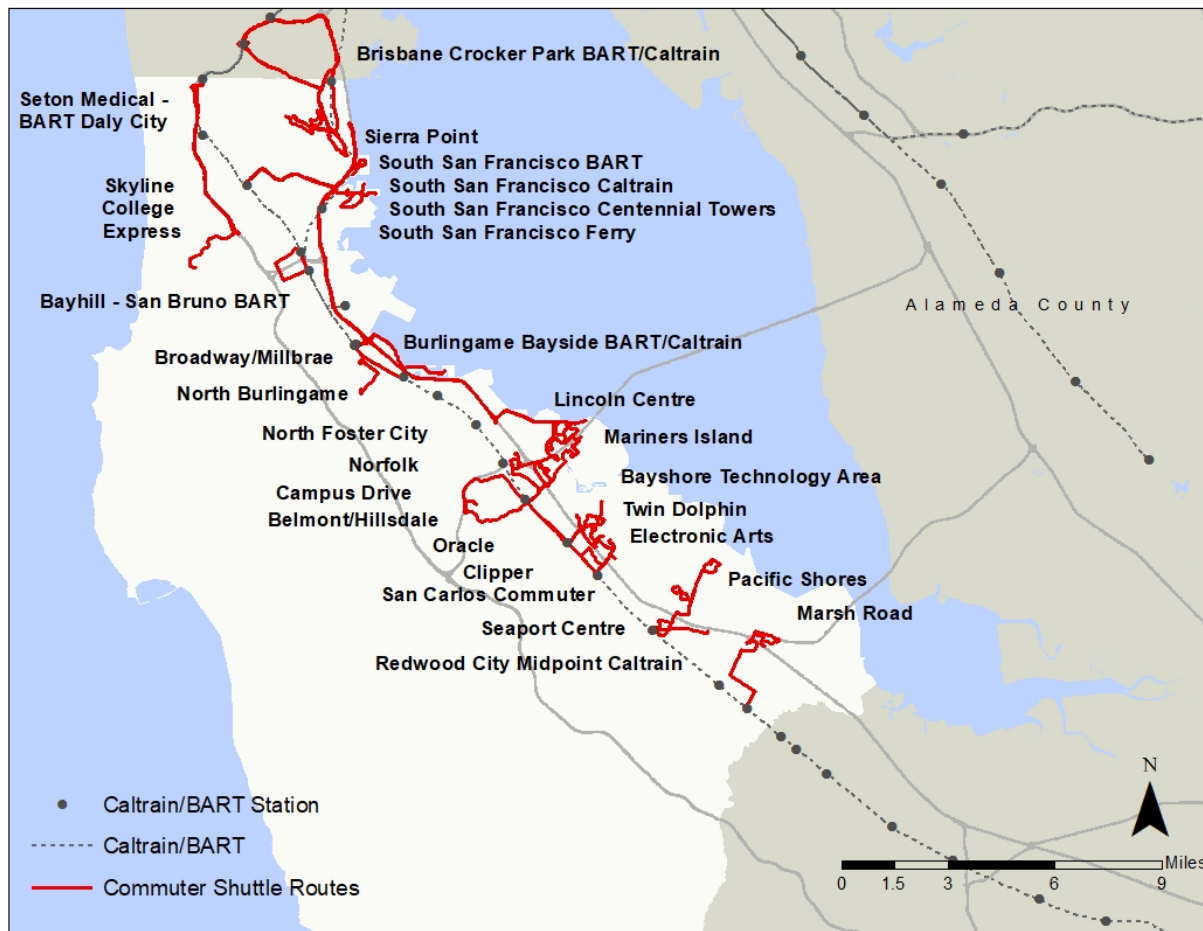 Brisbane Crocker Park BART/Caltrain
Seton Medical -
BART Daly City
Sierra Point
South San Francisco BART
South San Francisco Caltrain
South San Francisco Centennial Towers
South San Francisco Ferry
Skyline
College
Express
Bayhill - San Bruno BART
Alameda County
Burlingame Bayside BART/Caltrain
Broadway/Millbrae
North Burlingame
Lincoln Centre
North Foster City
Mariners Island
Norfolk
Bayshore Technology Area
Campus Drive
Twin Dolphin
Belmont/Hillsdale
Electronic Arts
Oracle
Clipper
Pacific Shores
San Carlos Commuter
Marsh Road
Seaport Centre
Redwood City Midpoint Caltrain
N
Caltrain/BART Station
Caltrain/BART
Commuter Shuttle Routes
Miles
0 1.5 3 6 9